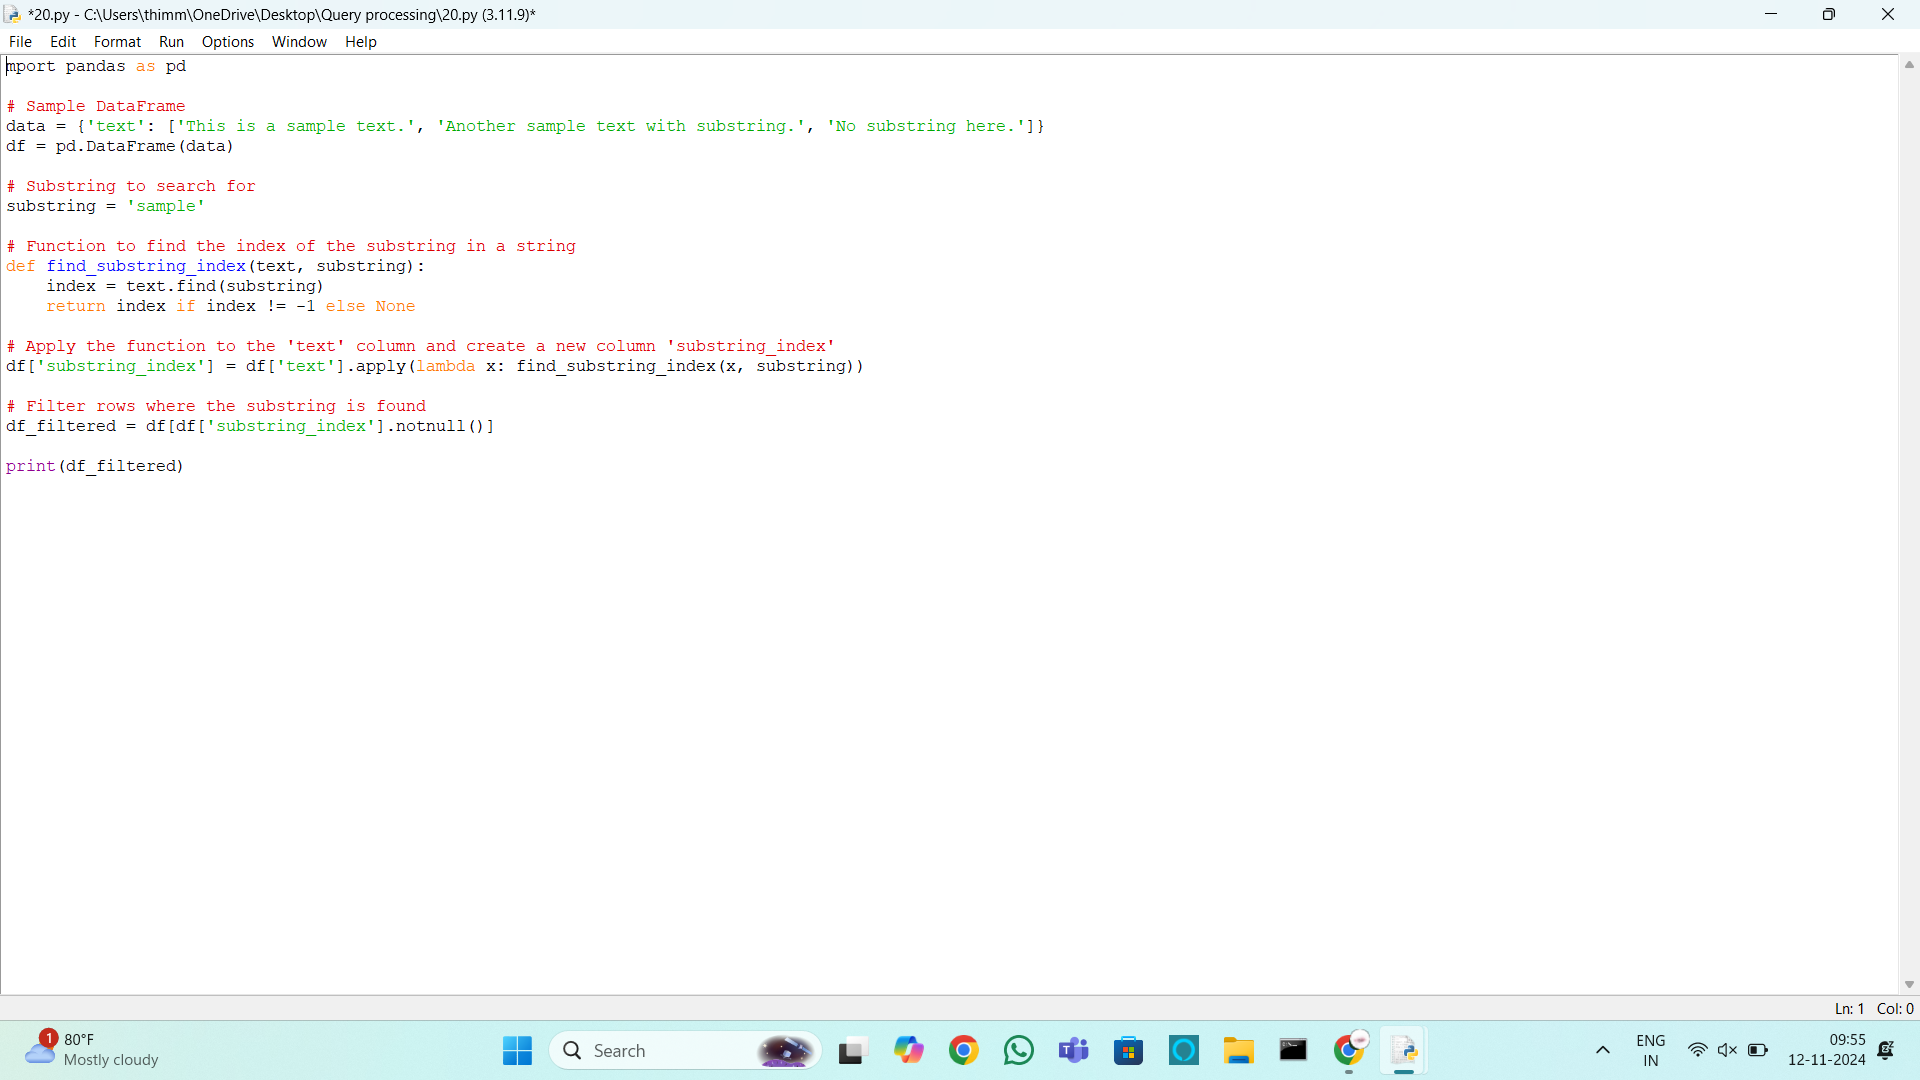 *20.py - C:\Users\thimm\OneDrive\Desktop\Query processing\20.py (3.11.9)*
File Edit Format Run Options Window Help
mport pandas as pd
# Sample DataFrame
data = {'text': ['This is a sample text.', 'Another sample text with substring.', 'No substring here.']}
df = pd.DataFrame(data)
# Substring to search for
substring = 'sample'
# Function to find the index of the substring in a string
def find_substring_index(text, substring):
    index = text.find(substring)
    return index if index != -1 else None
# Apply the function to the 'text' column and create a new column 'substring_index'
df['substring_index'] = df['text'].apply(lambda x: find_substring_index(x, substring))
# Filter rows where the substring is found
df_filtered = df[df['substring_index'].notnull()]
print(df_filtered)
Ln: 1 Col: 0
1
80°F
Mostly cloudy
Search
ENG
IN
09:55
12-11-2024